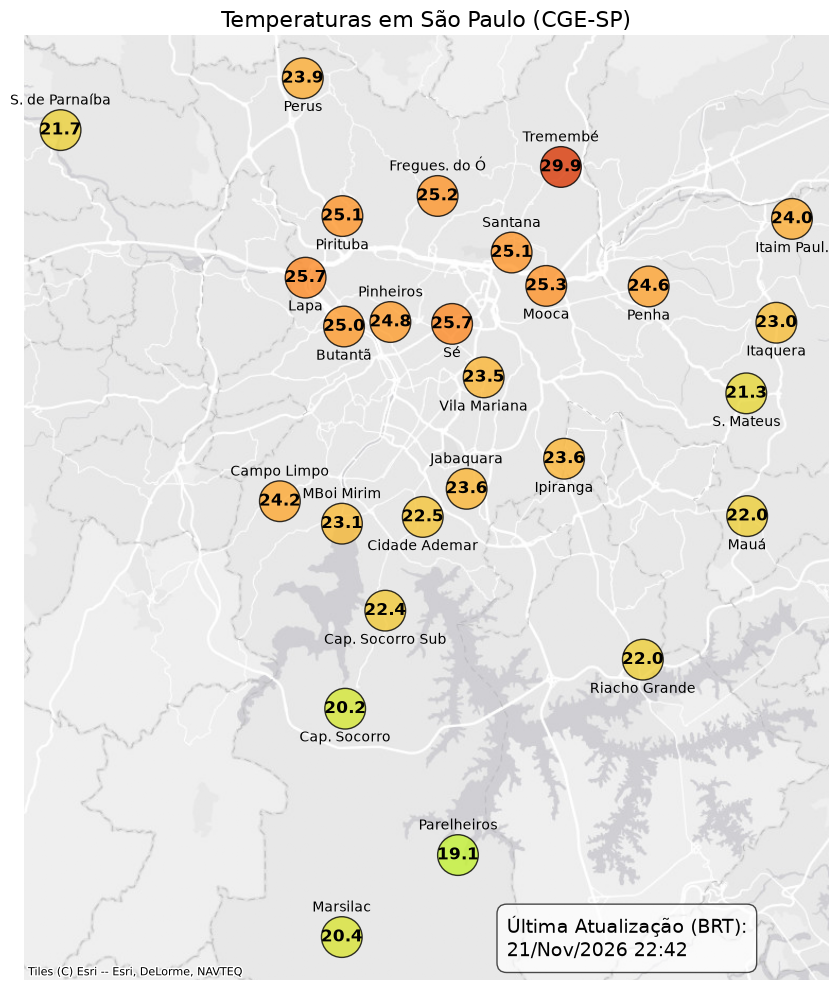 Temperaturas em São Paulo (CGE-SP)
23.9
Perus
S. de Parnaíba
21.7
Tremembé
29.9
Fregues. do Ó
25.2
25.1
Pirituba
Santana
25.1
24.0
Itaim Paul.
25.7
Lapa
Pinheiros
24.8
25.3
Mooca
24.6
Penha
25.0
Butantã
25.7
Sé
23.0
Itaquera
23.5
Vila Mariana
21.3
S. Mateus
Jabaquara
23.6
23.6
Ipiranga
Campo Limpo
24.2
MBoi Mirim
23.1
22.5
Cidade Ademar
22.0
Mauá
22.4
Cap. Socorro Sub
22.0
Riacho Grande
20.2
Cap. Socorro
Parelheiros
19.1
Marsilac
20.4
Última Atualização (BRT):
21/Nov/2026 22:42
Tiles (C) Esri -- Esri, DeLorme, NAVTEQ